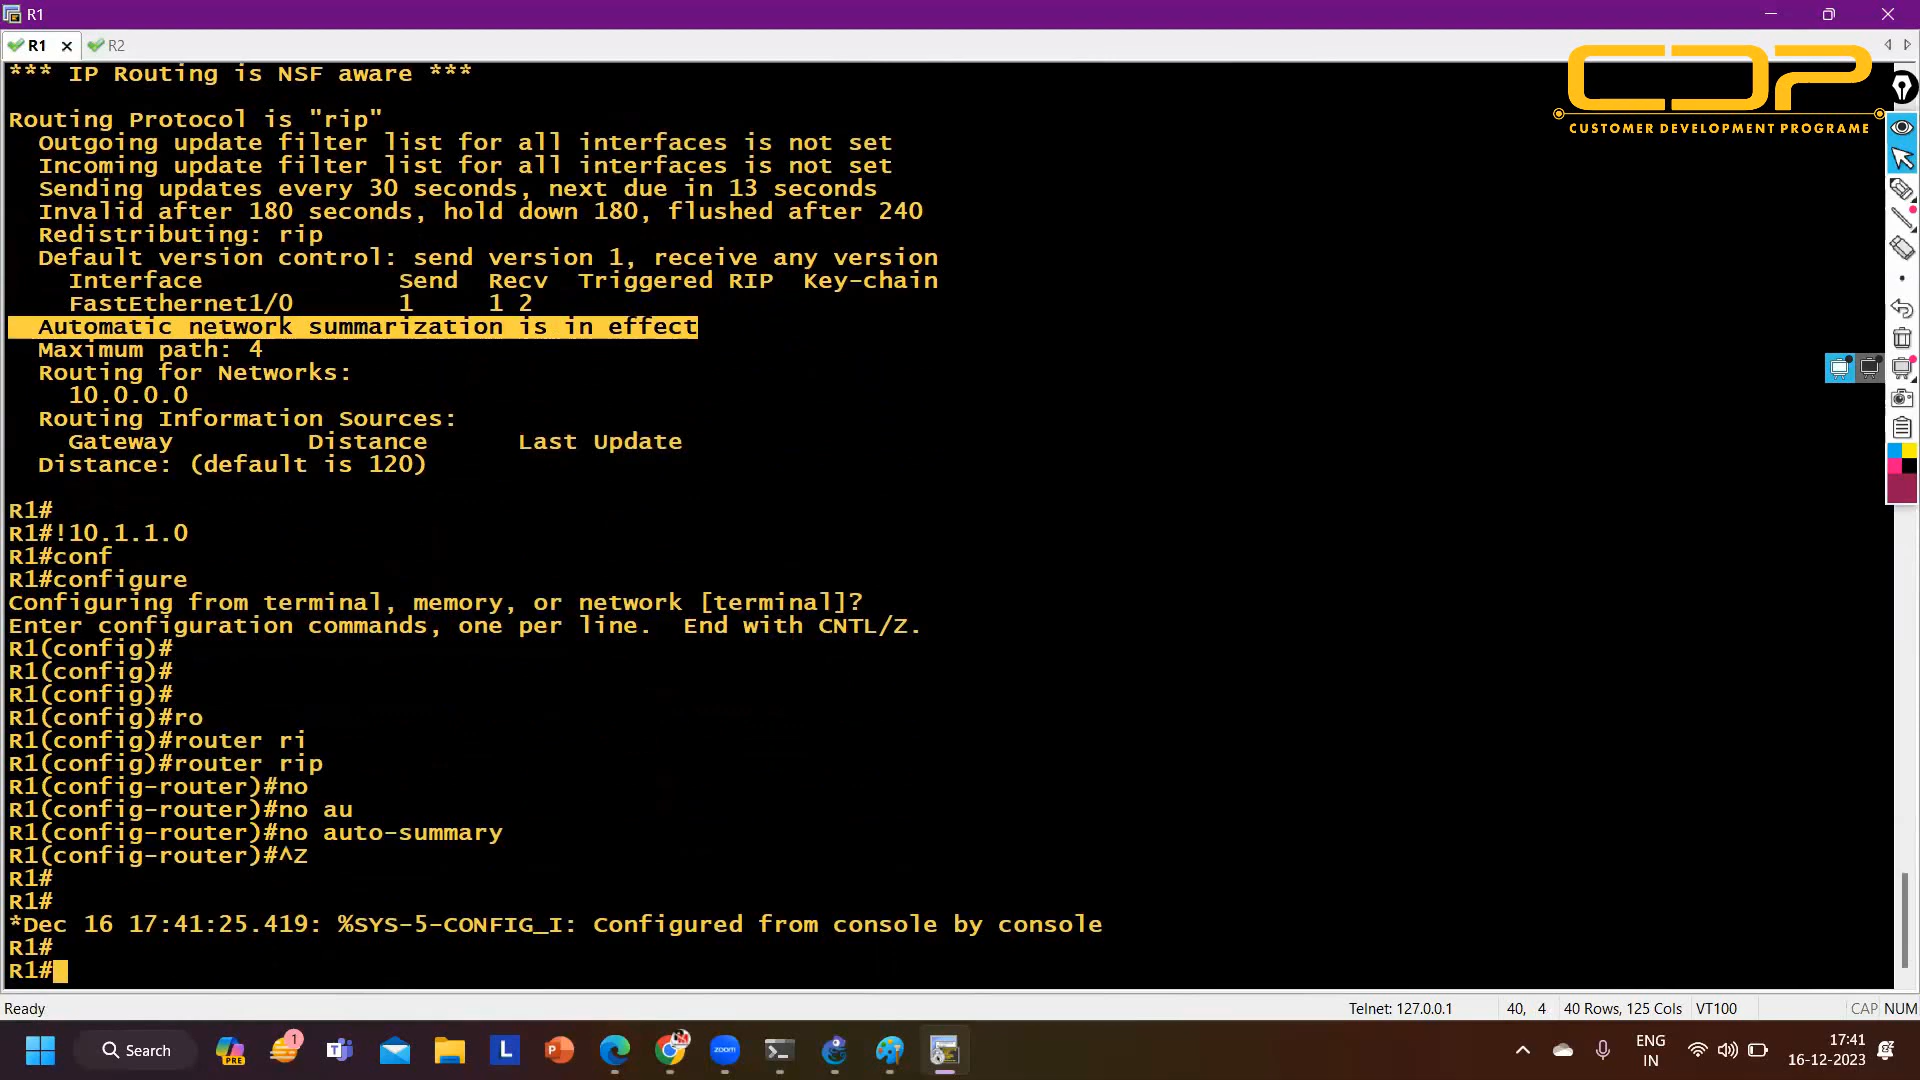 R1
R1
R2
*** IP Routing is NSF aware ***
CDP
CUSTOMER DEVELOPMENT PROGRAME
Routing Protocol is "rip"
Outgoing update filter list for all interfaces is not set
Incoming update filter list for all interfaces is not set
Sending updates every 30 seconds, next due in 13 seconds
Invalid after 180 seconds, hold down 180, flushed after 240
Redistributing: rip
Default version control: send version 1, receive any version
Interface Send Recv Triggered RIP Key-chain
FastEthernet1/0 1 1 2
Automatic network summarization is in effect
Maximum path: 4
Routing for Networks:
10.0.0.0
Routing Information Sources:
Gateway Distance Last Update
Distance: (default is 120)
R1#
R1#!10.1.1.0
R1#conf
R1#configure
Configuring from terminal, memory, or network [terminal]?
Enter configuration commands, one per line. End with CNTL/Z.
R1(config)#
R1(config)#
R1(config)#
R1(config)#ro
R1(config)#router ri
R1(config)#router rip
R1(config-router)#no
R1(config-router)#no au
R1(config-router)#no auto-summary
R1(config-router)#^Z
R1#
R1#
*Dec 16 17:41:25.419: %SYS-5-CONFIG_I: Configured from console by console
R1#
R1#
Ready
Telnet: 127.0.0.1 40, 4 40 Rows, 125 Cols VT100 CAP NUM
Search
PRE
1
T
L
P
zoom
ENG
IN
17:41
16-12-2023